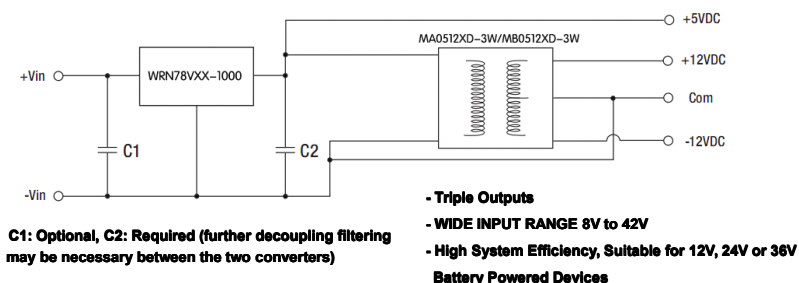 +5VDC
MA0512XD-3W/MB0512XD-3W
+12VDC
+Vin
WRN78VXX-1000
Com
C1
C2
-12VDC
-Vin
- Triple Outputs
- WIDE INPUT RANGE 8V to 42V
- High System Efficiency, Suitable for 12V, 24V or 36V
Battery Powered Devices
C1: Optional, C2: Required (further decoupling filtering
may be necessary between the two converters)